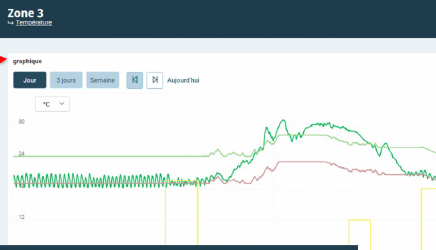 Zone 3
↳ Température
graphique
Jour
3 jours
Semaine
Aujourd'hui
°C
30
24
18
12